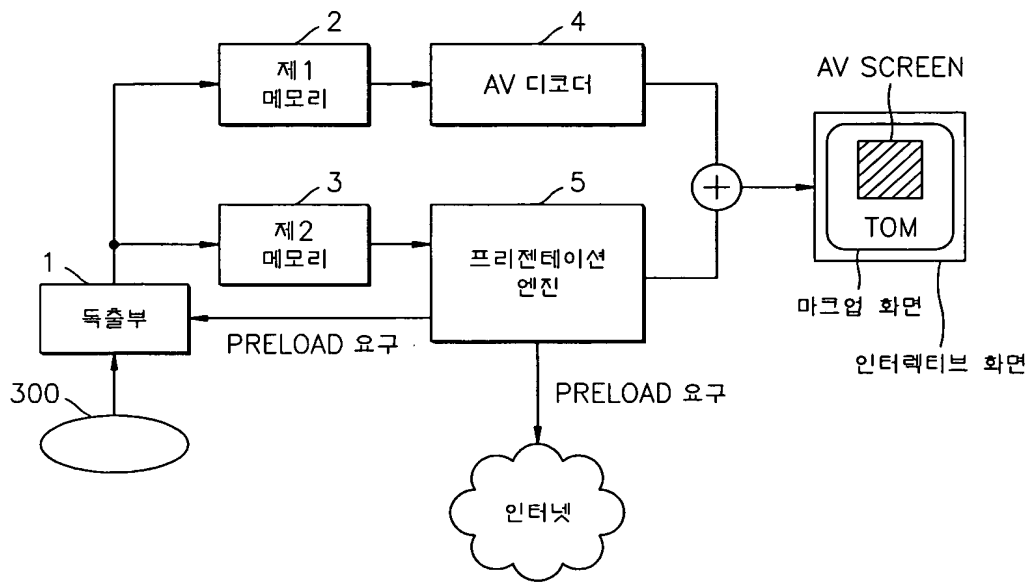 2
4
제1
메모리
AV 디코더
AV SCREEN
TOM
3
5
제2
메모리
프리젠테이션
엔진
마크업 화면
인터렉티브 화면
1
독출부
PRELOAD 요구
PRELOAD 요구
300
인터넷